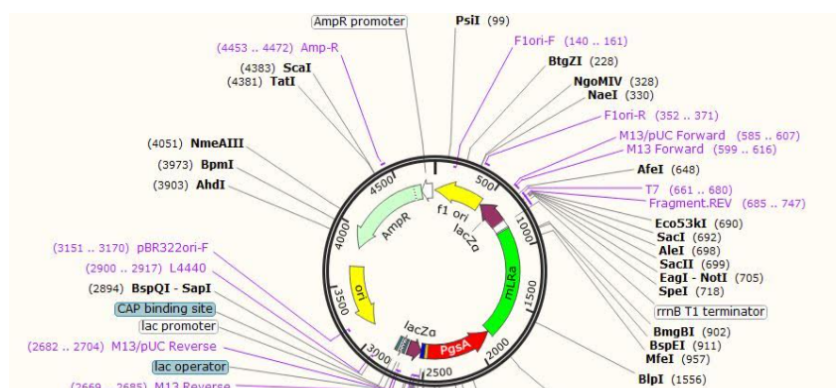 AmpR promoter
PsiI (99)
(4453 .. 4472) Amp-R
F1ori-F (140 .. 161)
(4383) ScaI
BtgZI (228)
(4381) TatI
NgoMIV (328)
NaeI (330)
F1ori-R (352 .. 371)
M13/pUC Forward (585 .. 607)
(4051) NmeAIII
M13 Forward (599 .. 616)
(3973) BpmI
AfeI (648)
(3903) AhdI
T7 (661 .. 680)
Fragment.REV (685 .. 747)
Eco53kI (690)
SacI (692)
(3151 .. 3170) pBR322ori-F
AleI (698)
(2900 .. 2917) L4440
SacII (699)
(2894) BspQI - SapI
EagI - NotI (705)
CAP binding site
SpeI (718)
lac promoter
rrnB T1 terminator
(2682 .. 2704) M13/pUC Reverse
BmgBI (902)
lac operator
BspEI (911)
(2669 .. 2685) M13 Reverse
MfeI (957)
BlpI (1556)
4500
500
AmpR
f1 ori
lacZα
1000
4000
mLRa
3500
ori
1500
lacZα
PgsA
3000
2500
2000